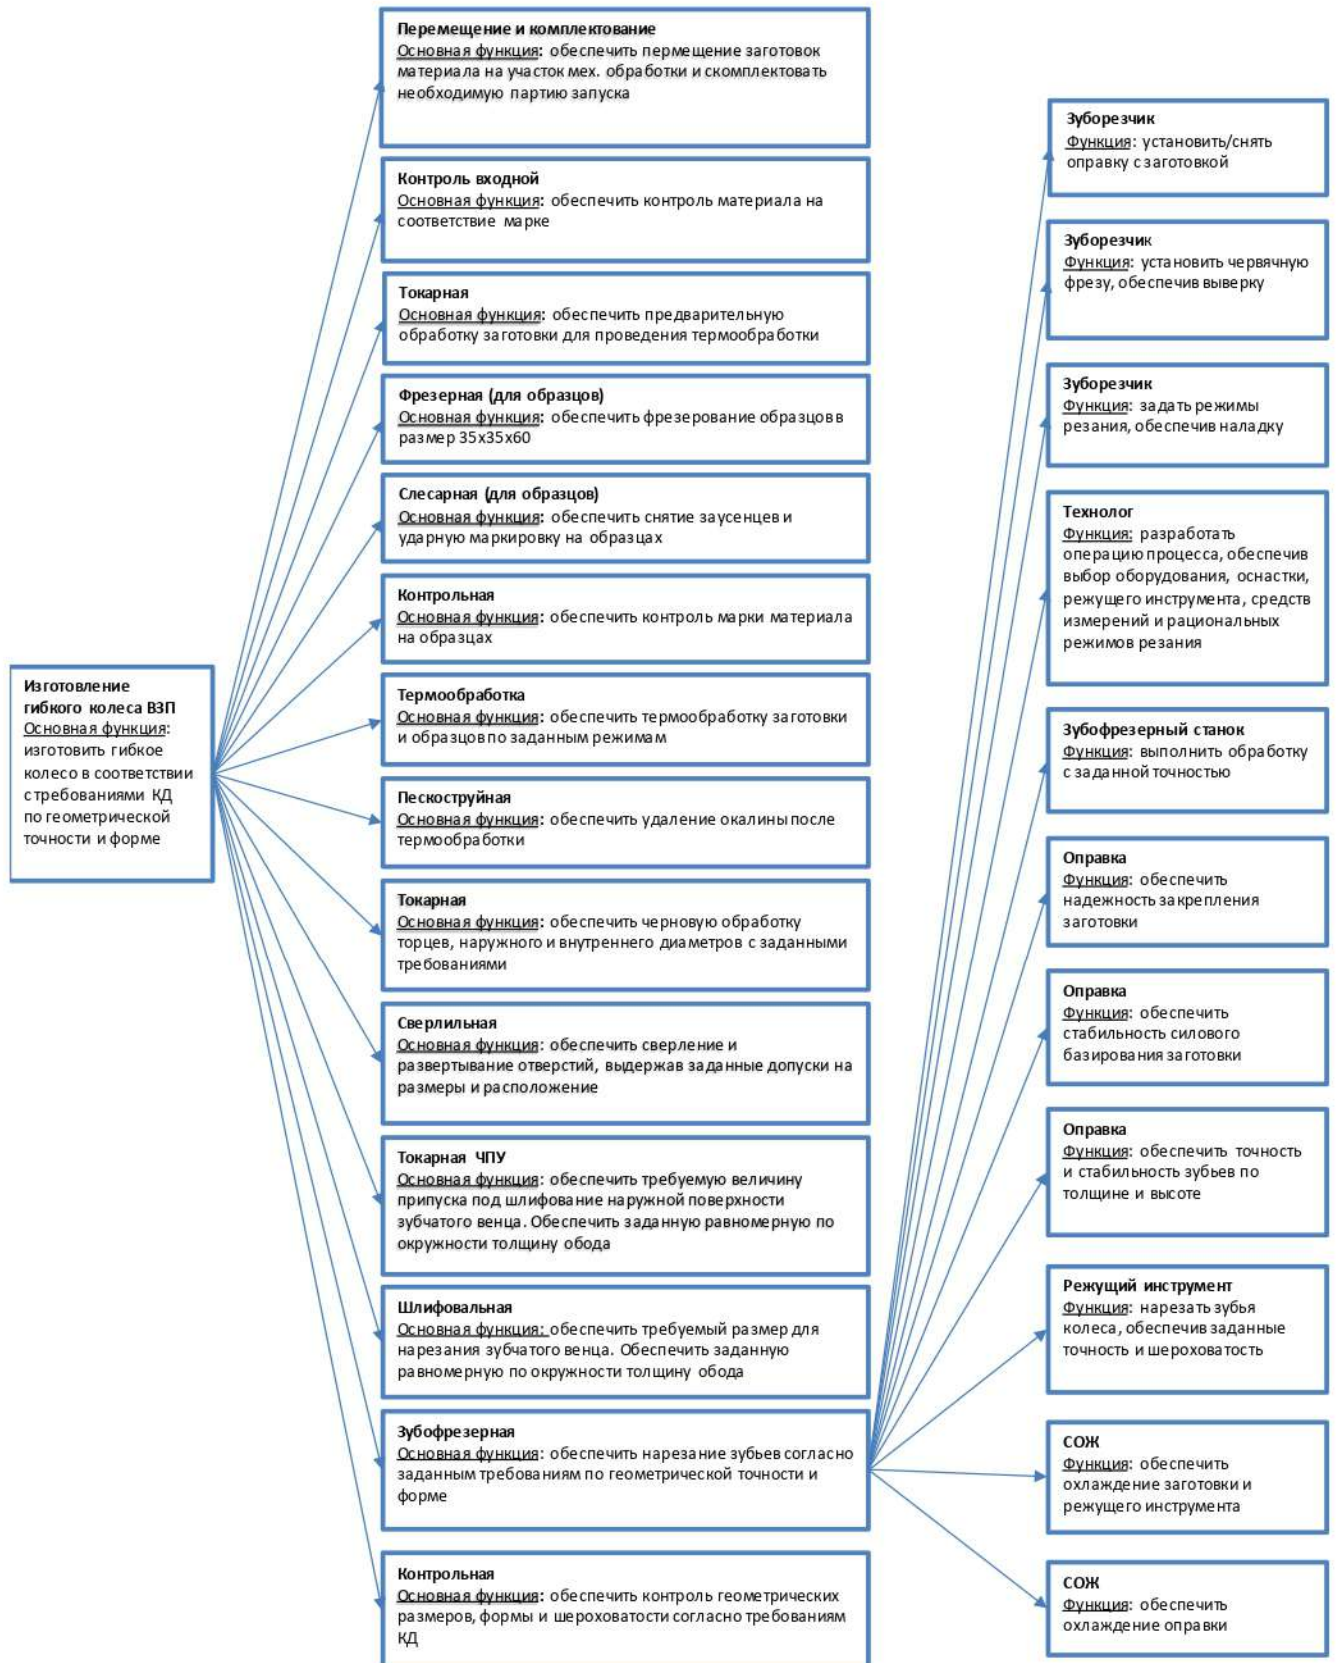 Изготовление
гибкого колеса ВЗП
Основная функция:
изготовить гибкое
колесо в соответствии
с требованиями КД
по геометрической
точности и форме
Перемещение и комплектование
Основная функция: обеспечить пермещение заготовок
материала на участок мех. обработки и скомплектовать
необходимую партию запуска
Контроль входной
Основная функция: обеспечить контроль материала на
соответствие марке
Токарная
Основная функция: обеспечить предварительную
обработку заготовки для проведения термообработки
Фрезерная (для образцов)
Основная функция: обеспечить фрезерование образцов в
размер 35х35х60
Слесарная (для образцов)
Основная функция: обеспечить снятие заусенцев и
ударную маркировку на образцах
Контрольная
Основная функция: обеспечить контроль марки материала
на образцах
Термообработка
Основная функция: обеспечить термообработку заготовки
и образцов по заданным режимам
Пескоструйная
Основная функция: обеспечить удаление окалины после
термообработки
Токарная
Основная функция: обеспечить черновую обработку
торцев, наружного и внутреннего диаметров с заданными
требованиями
Сверлильная
Основная функция: обеспечить сверление и
развертывание отверстий, выдержав заданные допуски на
размеры и расположение
Токарная ЧПУ
Основная функция: обеспечить требуемую величину
припуска под шлифование наружной поверхности
зубчатого венца. Обеспечить заданную равномерную по
окружности толщину обода
Шлифовальная
Основная функция: обеспечить требуемый размер для
нарезания зубчатого венца. Обеспечить заданную
равномерную по окружности толщину обода
Зубофрезерная
Основная функция: обеспечить нарезание зубьев согласно
заданным требованиям по геометрической точности и
форме
Контрольная
Основная функция: обеспечить контроль геометрических
размеров, формы и шероховатости согласно требованиям
КД
Зуборезчик
Функция: установить/снять
оправку с заготовкой
Зуборезчик
Функция: установить червячную
фрезу, обеспечив выверку
Зуборезчик
Функция: задать режимы
резания, обеспечив наладку
Технолог
Функция: разработать
операцию процесса, обеспечив
выбор оборудования, оснастки,
режущего инструмента, средств
измерений и рациональных
режимов резания
Зубофрезерный станок
Функция: выполнить обработку
с заданной точностью
Оправка
Функция: обеспечить
надежность закрепления
заготовки
Оправка
Функция: обеспечить
стабильность силового
базирования заготовки
Оправка
Функция: обеспечить точность
и стабильность зубьев по
толщине и высоте
Режущий инструмент
Функция: нарезать зубья
колеса, обеспечив заданные
точность и шероховатость
СОЖ
Функция: обеспечить
охлаждение заготовки и
режущего инструмента
СОЖ
Функция: обеспечить
охлаждение оправки